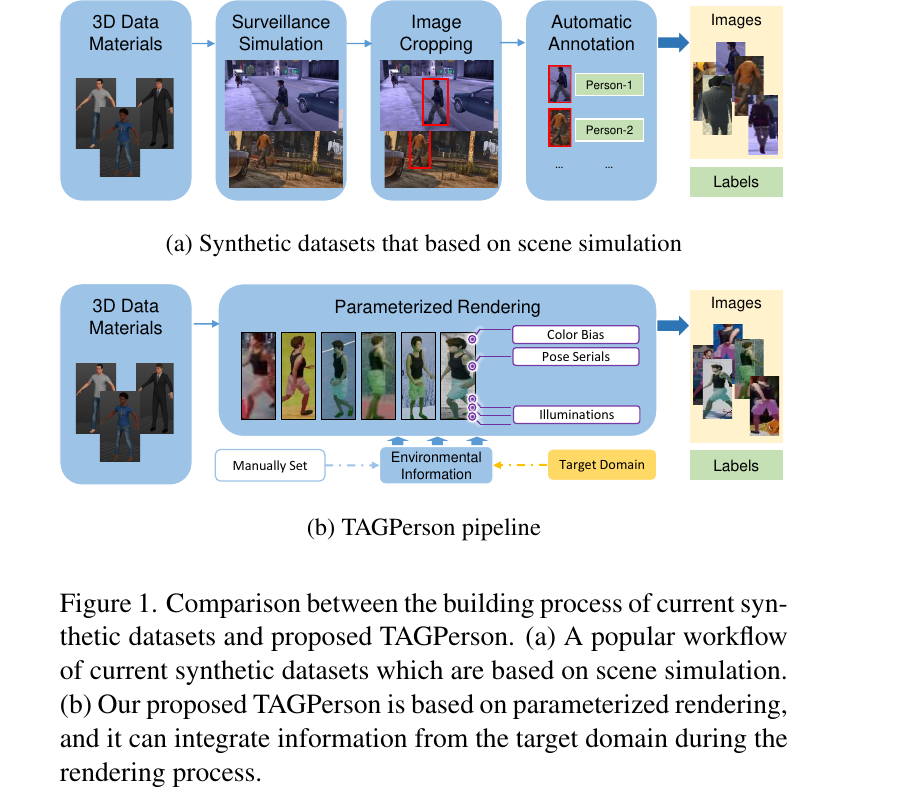 3D Data
Materials
Surveillance
Simulation
Image
Cropping
Automatic
Annotation
Person-1
Person-2
... ...
Images
Labels
(a) Synthetic datasets that based on scene simulation
3D Data
Materials
Parameterized Rendering
Color Bias
Pose Serials
Illuminations
Manually Set
Environmental
Information
Target Domain
Images
Labels
(b) TAGPerson pipeline
Figure 1. Comparison between the building process of current syn-
thetic datasets and proposed TAGPerson. (a) A popular workflow
of current synthetic datasets which are based on scene simulation.
(b) Our proposed TAGPerson is based on parameterized rendering,
and it can integrate information from the target domain during the
rendering process.